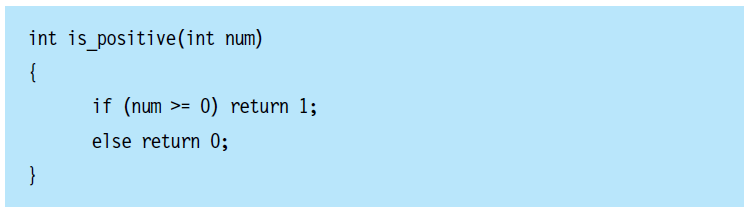 int is_positive(int num)
{
if (num >= 0) return 1;
else return 0;
}